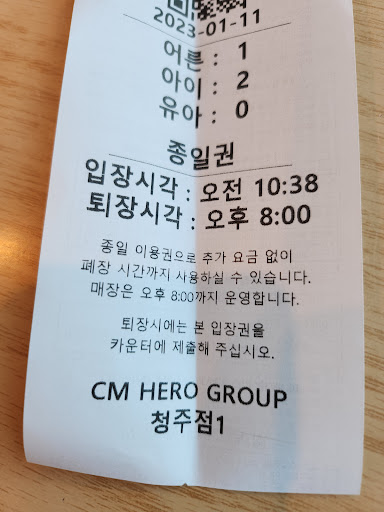 2023-01-11
어른 : 1
아이 : 2
유아 : 0
종일권
입장시각 : 오전 10:38
퇴장시각 : 오후 8:00
종일 이용권으로 추가 요금 없이
폐장 시간까지 사용하실 수 있습니다.
매장은 오후 8:00까지 운영합니다.
퇴장시에는 본 입장권을
카운터에 제출해 주십시오.
CM HERO GROUP
청주점1